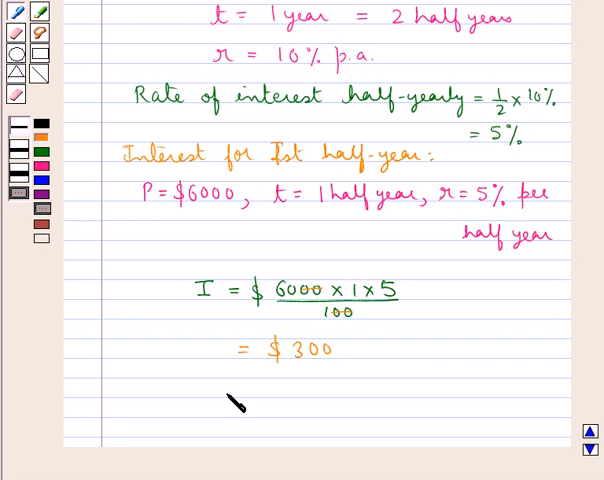 t = 1 year = 2 half years
r = 10% p.a.
Rate of interest half-yearly = 1/2 x 10%
= 5%
Interest for Ist half-year:
P = $6000, t = 1 half year, r = 5% per
half year
I = $ 6000 x 1 x 5 / 100
= $ 300